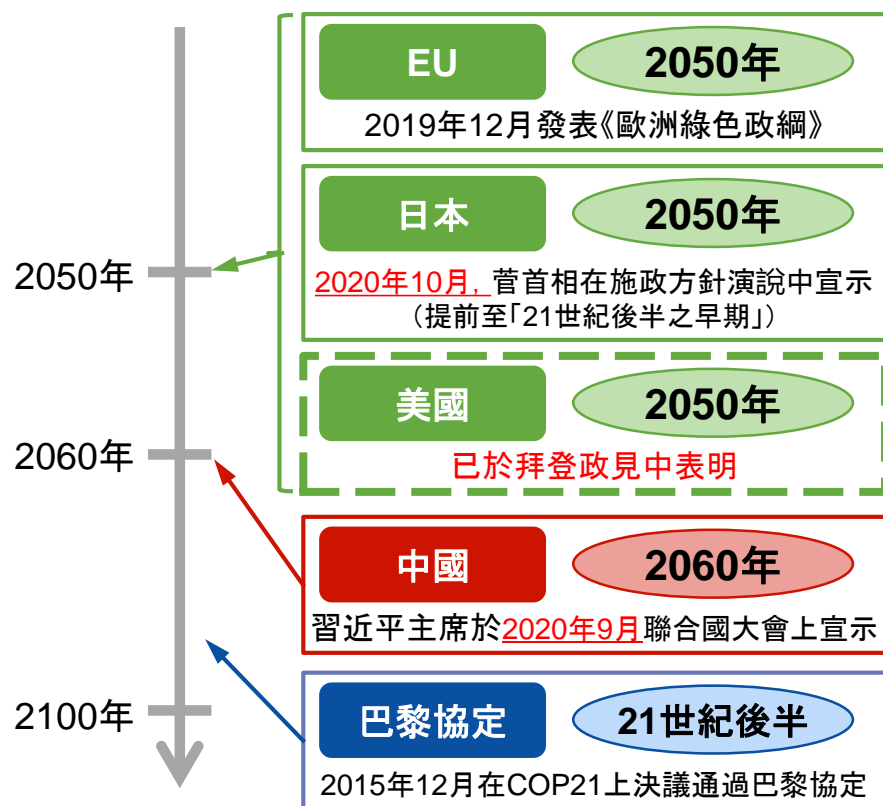 EU
2050年
2019年12月發表《歐洲綠色政綱》
日本
2050年
2020年10月，菅首相在施政方針演說中宣示
（提前至｢21世紀後半之早期｣）
美國
2050年
已於拜登政見中表明
中國
2060年
習近平主席於2020年9月聯合國大會上宣示
巴黎協定
21世紀後半
2015年12月在COP21上決議通過巴黎協定
2050年
2060年
2100年